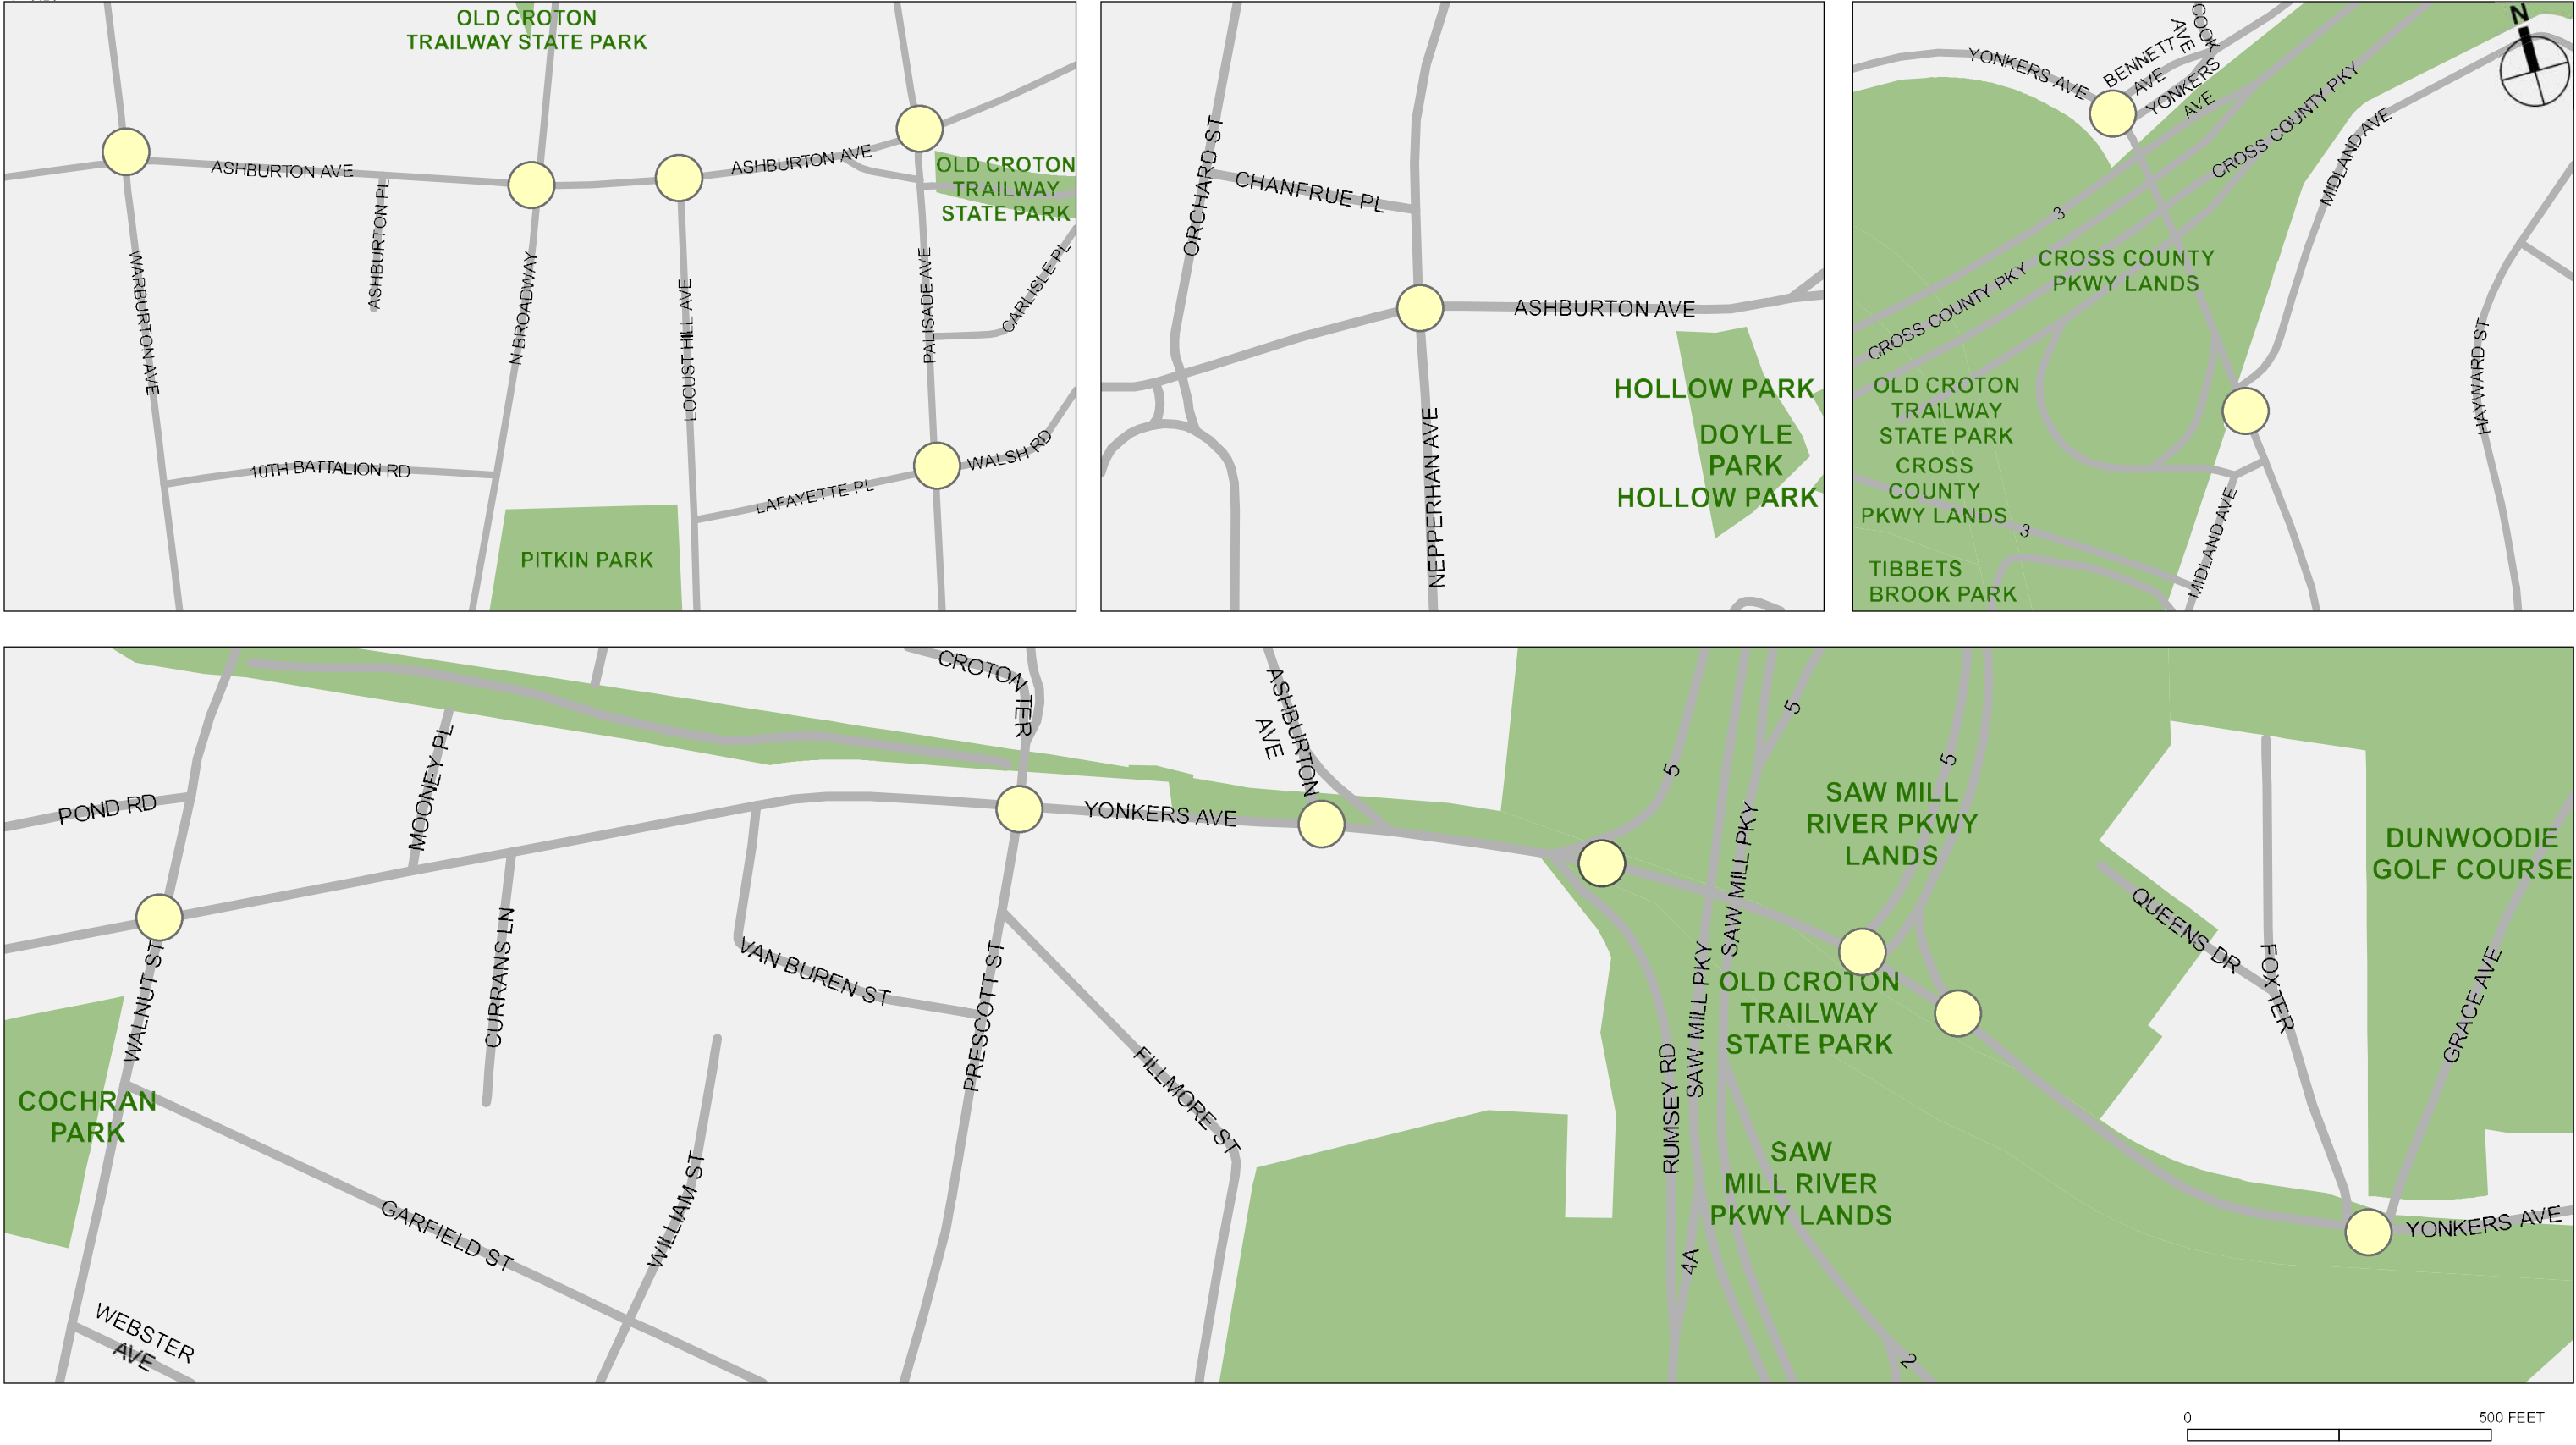 OLD CROTON
TRAILWAY STATE PARK
ASHBURTON AVE
ASHBURTON AVE
OLD CROTON
TRAILWAY
STATE PARK
ASHBURTON PL
WARBURTON AVE
N BROADWAY
LOCUST HILL AVE
PALISADE AVE
CARLISLE PL
10TH BATTALION RD
WALSH RD
LAFAYETTE PL
PITKIN PARK
ORCHARD ST
CHANFRUE PL
ASHBURTON AVE
NEPPERHAN AVE
HOLLOW PARK
DOYLE
PARK
HOLLOW PARK
YONKERS AVE
BENNETT
AVE
COOK
AVE
YONKERS
AVE
N
CROSS COUNTY PKY
MIDLAND AVE
3
CROSS COUNTY
PKWY LANDS
CROSS COUNTY PKY
HAYWARD ST
OLD CROTON
TRAILWAY
STATE PARK
CROSS
COUNTY
PKWY LANDS
3
MIDLAND AVE
TIBBETS
BROOK PARK
CROTON TER
ASHBURTON
AVE
POND RD
MOONEY PL
YONKERS AVE
5
5
5
SAW MILL PKY
SAW MILL
RIVER PKWY
LANDS
DUNWOODIE
GOLF COURSE
WALNUT ST
CURRANS LN
VAN BUREN ST
PRESCOTT ST
QUEENS DR
FOXTER
GRACE AVE
SAW MILL PKY
OLD CROTON
TRAILWAY
STATE PARK
RUMSEY RD
FILLMORE ST
COCHRAN
PARK
SAW
MILL RIVER
PKWY LANDS
GARFIELD ST
WILLIAM ST
4A
YONKERS AVE
WEBSTER
AVE
2
0
500 FEET